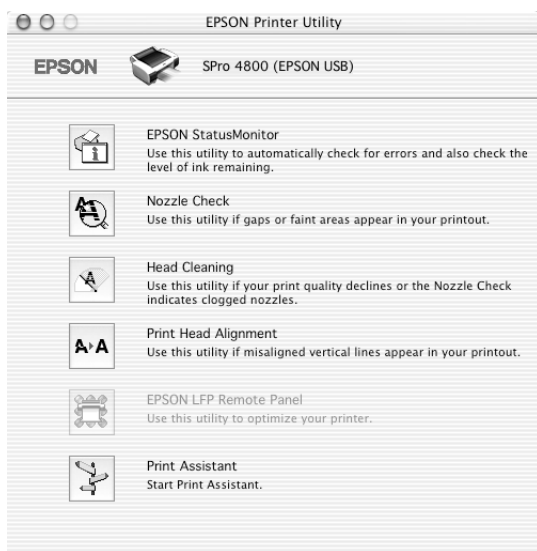 EPSON Printer Utility
EPSON
SPro 4800 (EPSON USB)
EPSON StatusMonitor
Use this utility to automatically check for errors and also check the
level of ink remaining.
Nozzle Check
Use this utility if gaps or faint areas appear in your printout.
Head Cleaning
Use this utility if your print quality declines or the Nozzle Check
indicates clogged nozzles.
Print Head Alignment
Use this utility if misaligned vertical lines appear in your printout.
EPSON LFP Remote Panel
Use this utility to optimize your printer.
Print Assistant
Start Print Assistant.